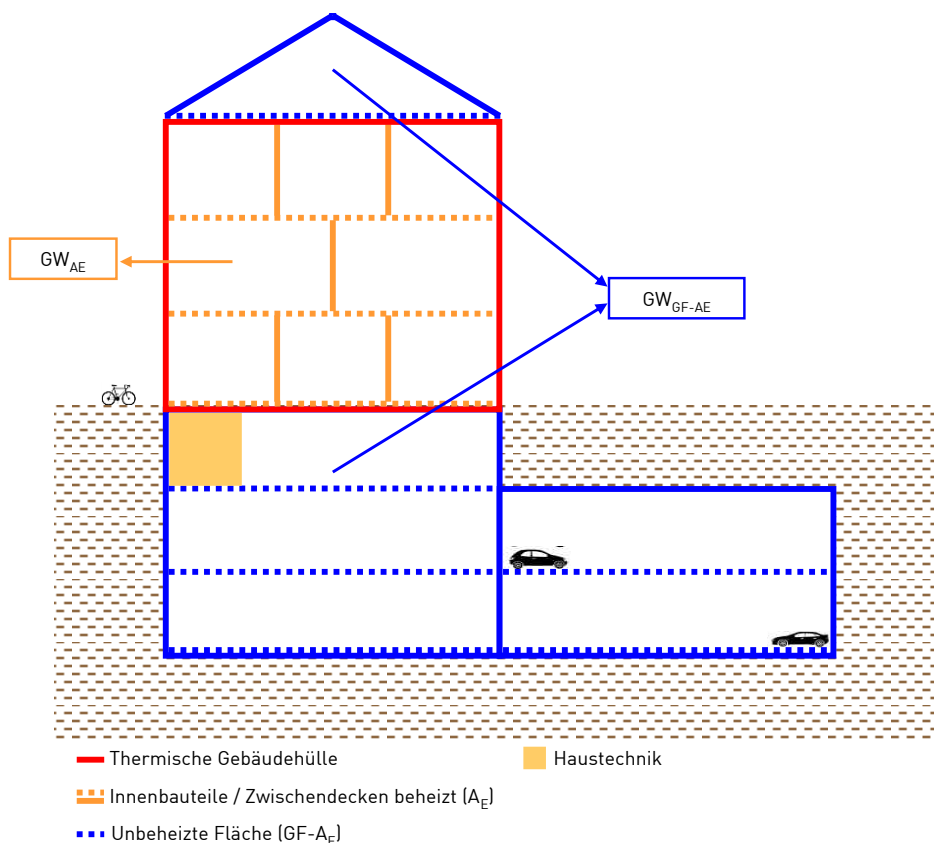 GW_AE
GW_GF-AE
Thermische Gebäudehülle
Haustechnik
Innenbauteile / Zwischendecken beheizt (A_E)
Unbeheizte Fläche (GF-A_E)